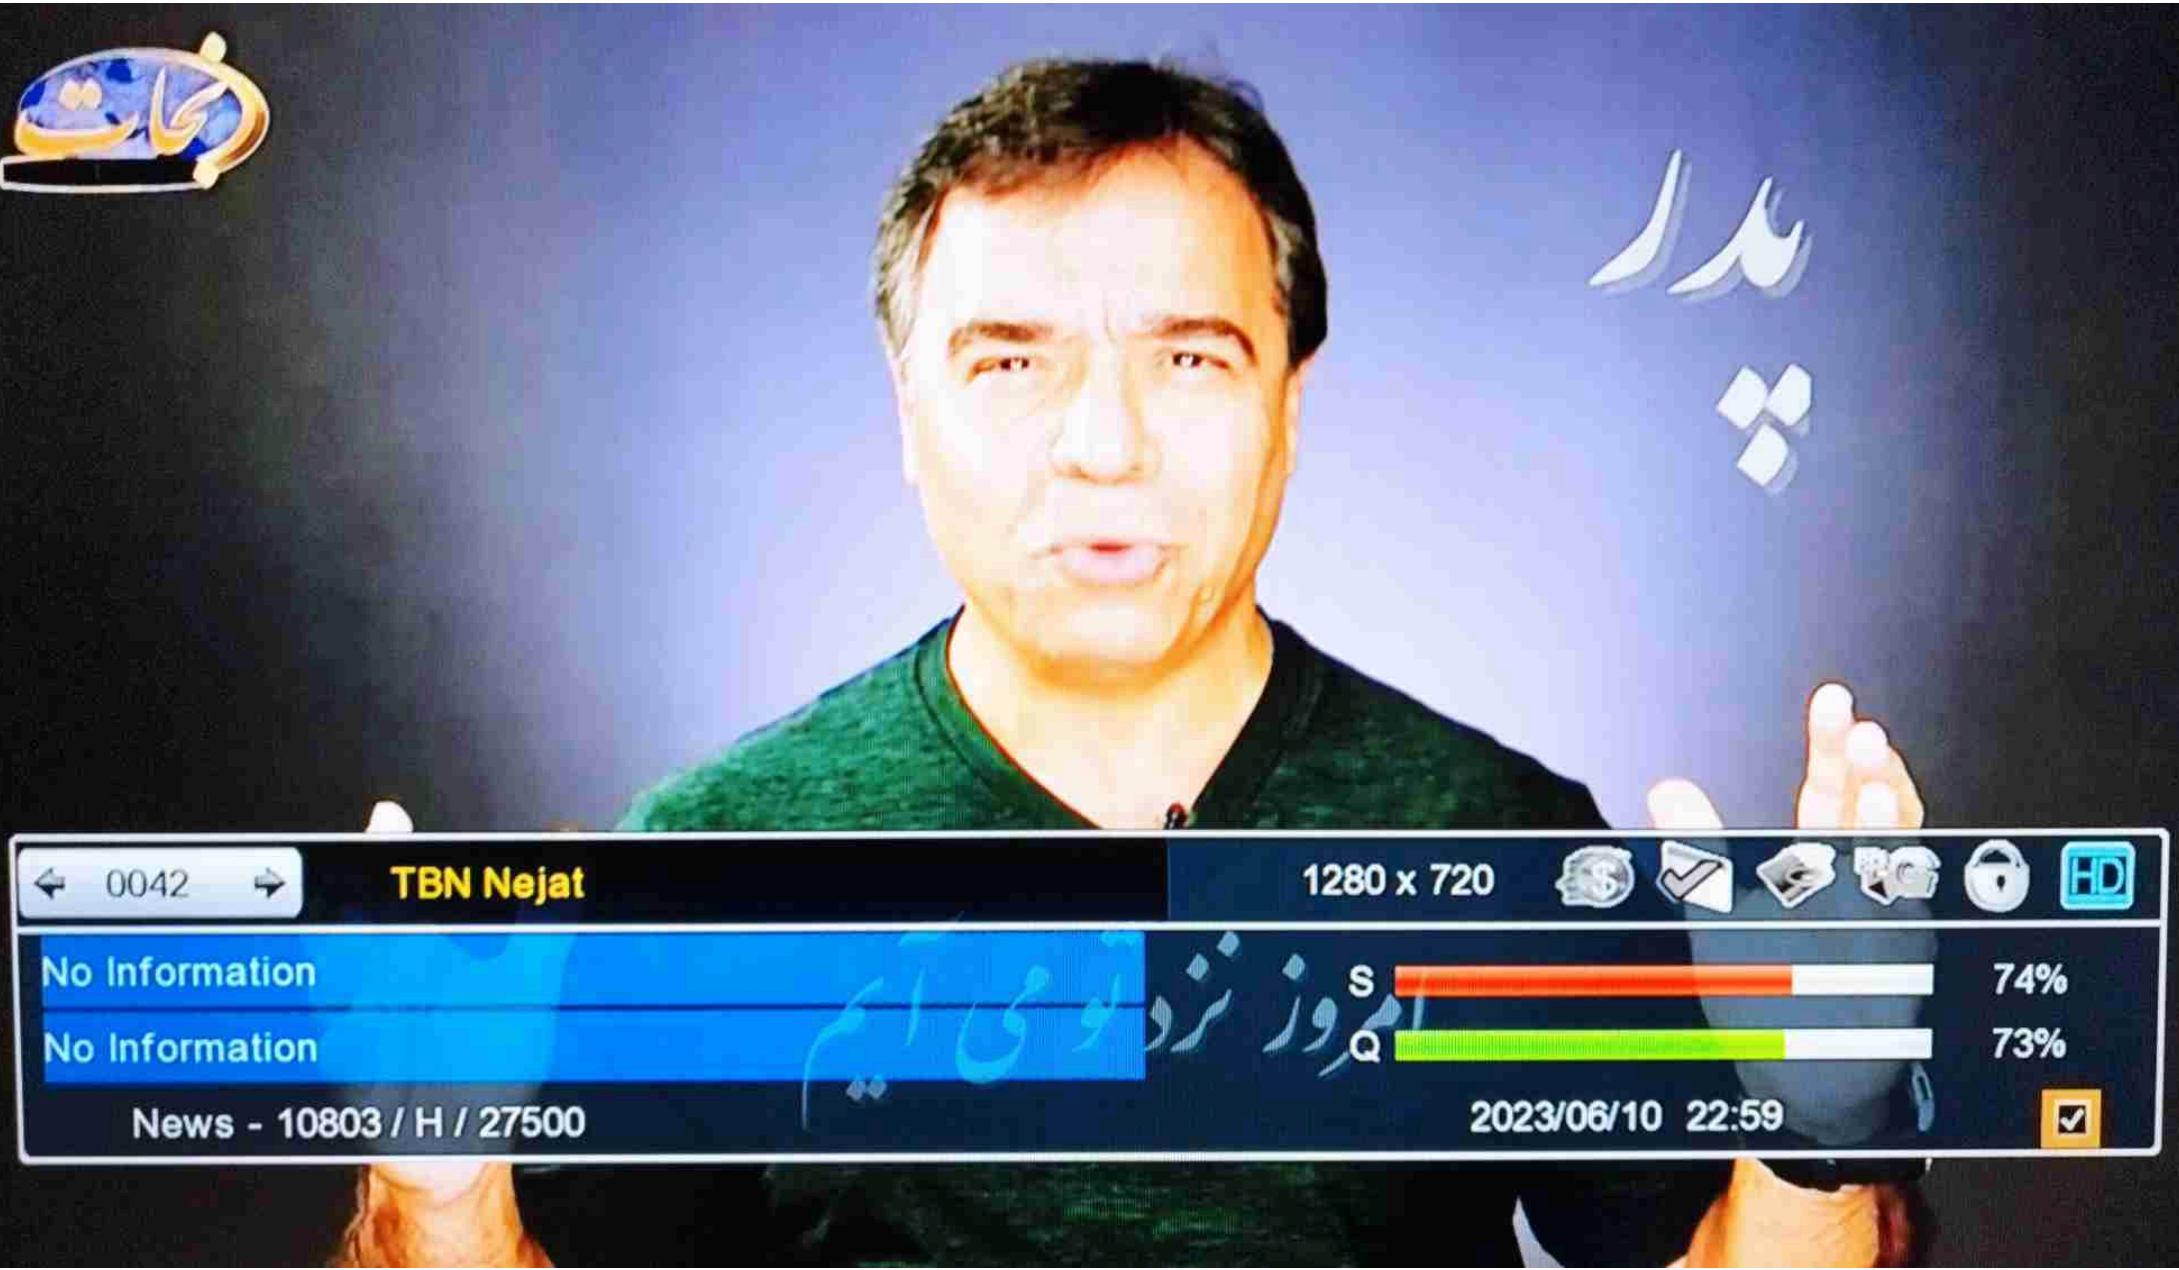 نجات
پدر
0042
TBN Nejat
1280 x 720
HD
No Information
S
74%
امروز نزد تو می آیم
No Information
Q
73%
News - 10803 / H / 27500
2023/06/10 22:59